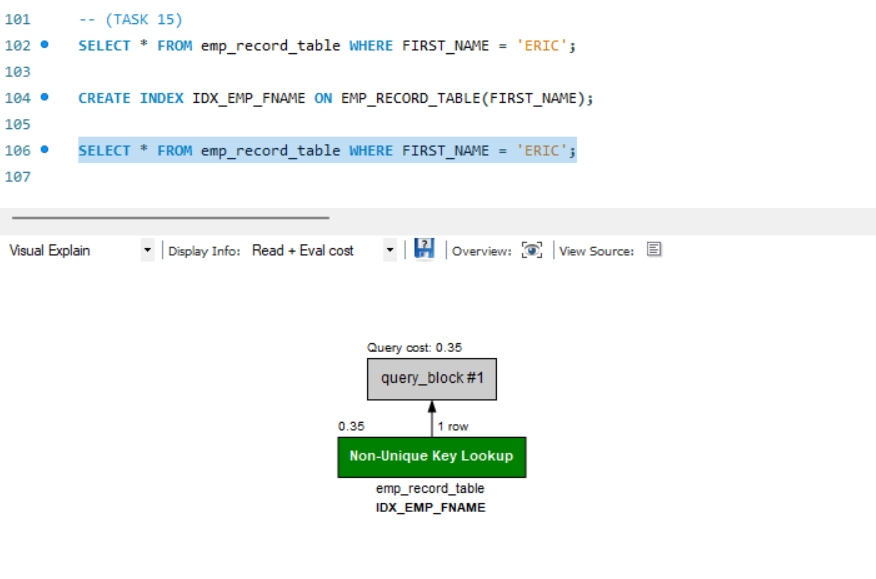 101 -- (TASK 15)
102 SELECT * FROM emp_record_table WHERE FIRST_NAME = 'ERIC';
103
104 CREATE INDEX IDX_EMP_FNAME ON EMP_RECORD_TABLE(FIRST_NAME);
105
106 SELECT * FROM emp_record_table WHERE FIRST_NAME = 'ERIC';
107
Visual Explain Display Info: Read + Eval cost Overview: View Source:
Query cost: 0.35
query_block #1
0.35 1 row
Non-Unique Key Lookup
emp_record_table
IDX_EMP_FNAME